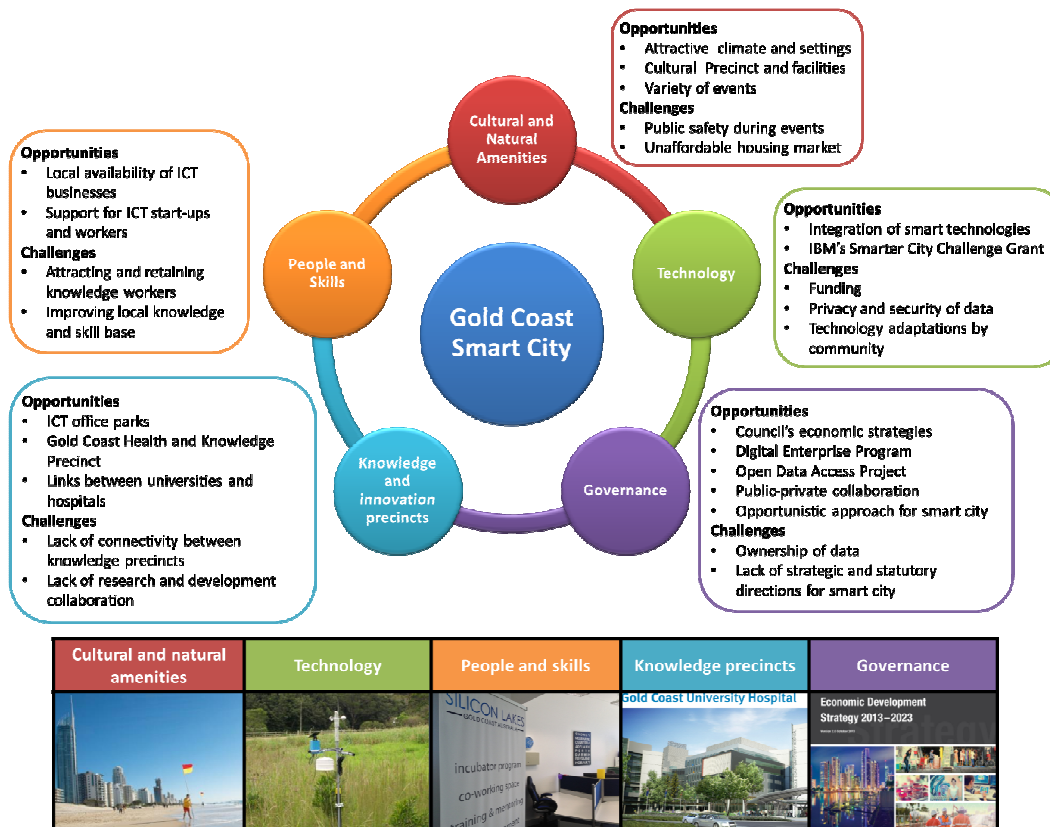 Opportunities
• Attractive climate and settings
• Cultural Precinct and facilities
• Variety of events
Challenges
• Public safety during events
• Unaffordable housing market
Cultural and
Natural
Amenities
Opportunities
• Local availability of ICT
businesses
• Support for ICT start-ups
and workers
Challenges
• Attracting and retaining
knowledge workers
• Improving local knowledge
and skill base
People and
Skills
Technology
Opportunities
• Integration of smart technologies
• IBM's Smarter City Challenge Grant
Challenges
• Funding
• Privacy and security of data
• Technology adaptations by
community
Gold Coast
Smart City
Opportunities
• ICT office parks
• Gold Coast Health and Knowledge
Precinct
• Links between universities and
hospitals
Challenges
• Lack of connectivity between
knowledge precincts
• Lack of research and development
collaboration
Knowledge
and
innovation
precincts
Governance
Opportunities
• Council's economic strategies
• Digital Enterprise Program
• Open Data Access Project
• Public-private collaboration
• Opportunistic approach for smart city
Challenges
• Ownership of data
• Lack of strategic and statutory
directions for smart city
Cultural and natural
amenities
Technology
People and skills
Knowledge precincts
Governance
SILICON LAKES
GOLD COAST
incubator program
co-working space
training & mentoring
Gold Coast University Hospital
Economic Development
Strategy 2013–2023